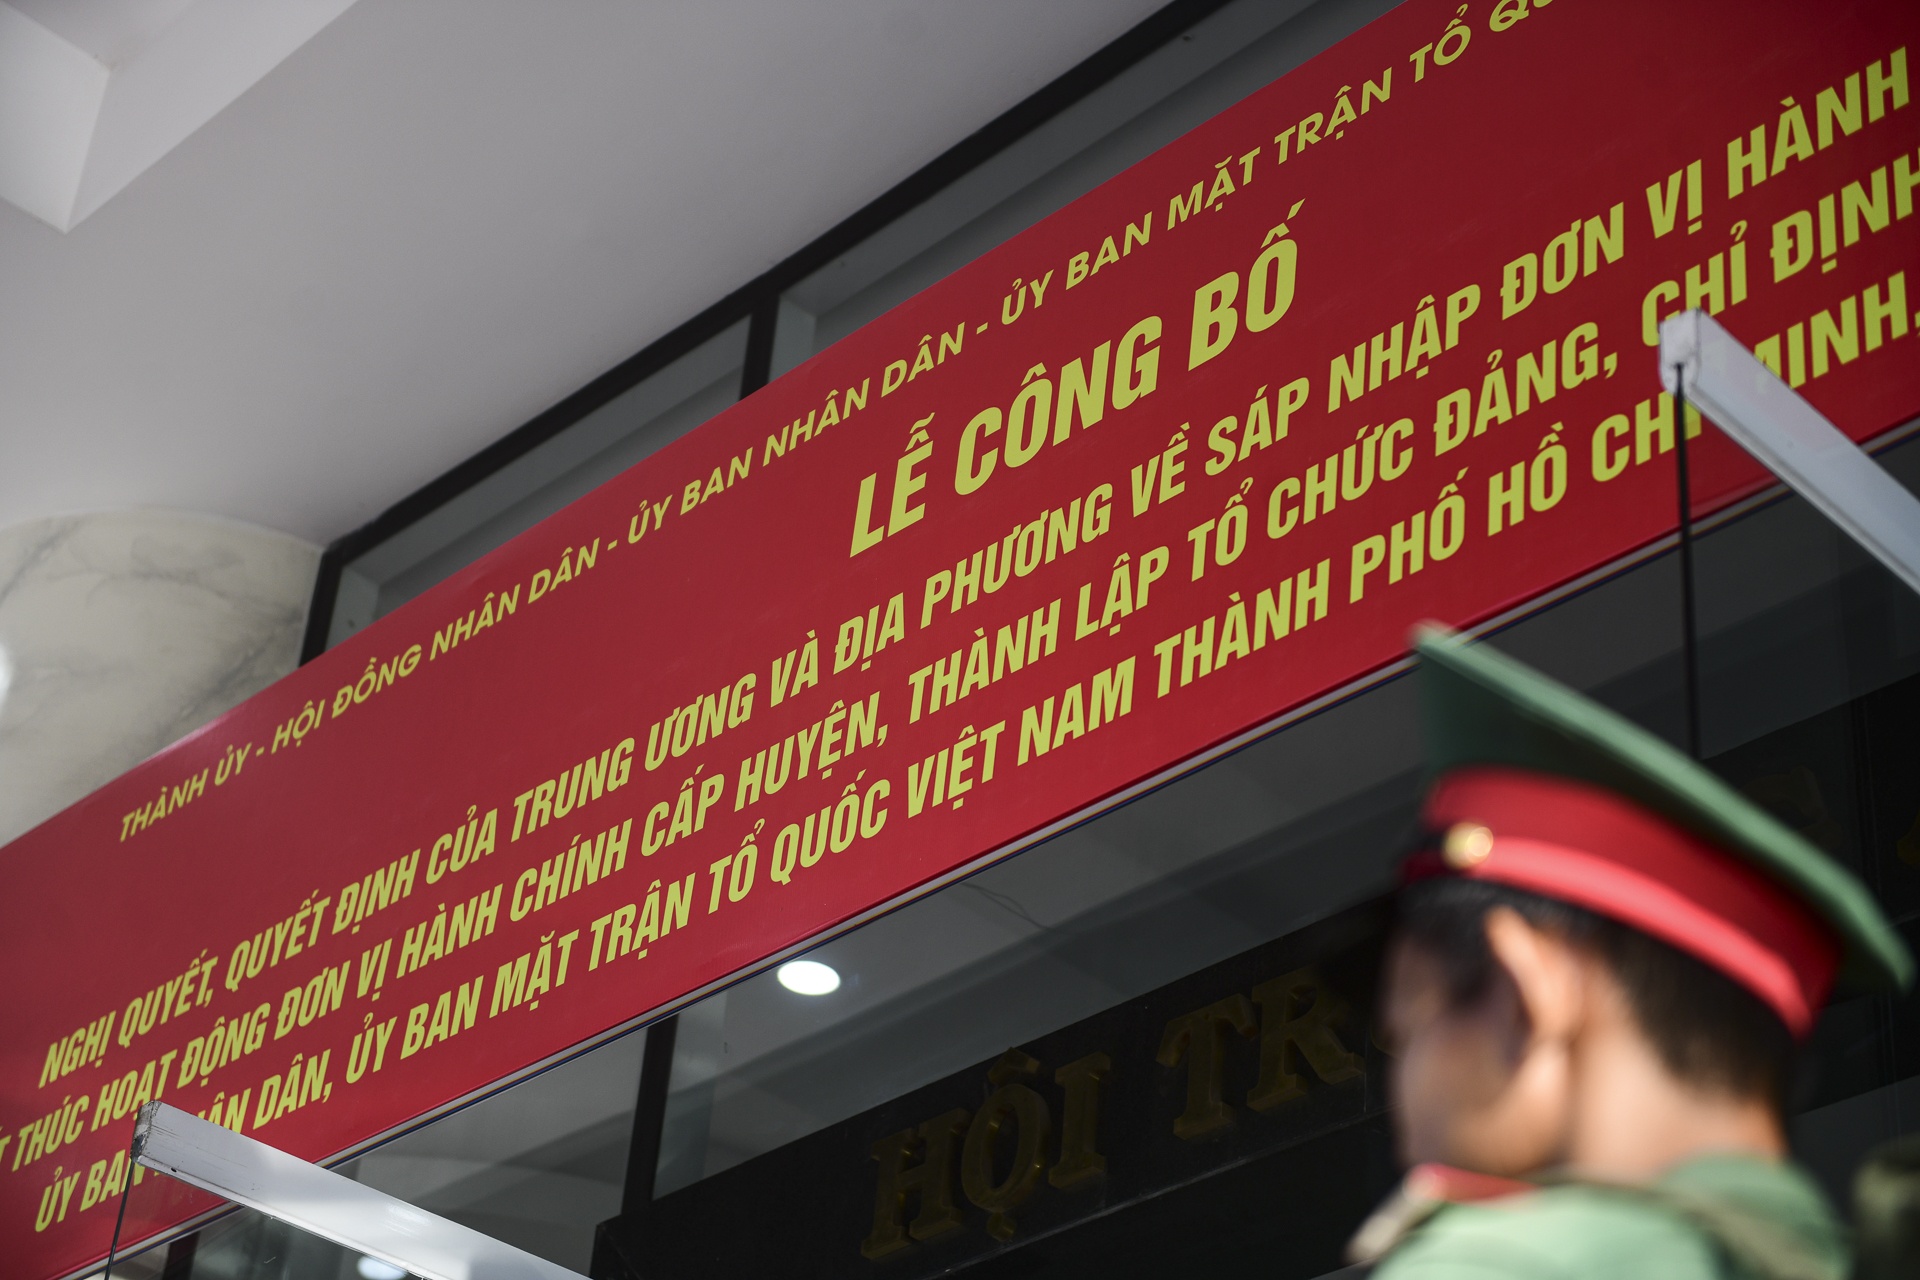 THÀNH ỦY - HỘI ĐỒNG NHÂN DÂN - ỦY BAN NHÂN DÂN - ỦY BAN MẶT TRẬN TỔ
LỄ CÔNG BỐ
NGHỊ QUYẾT, QUYẾT ĐỊNH CỦA TRUNG ƯƠNG VÀ ĐỊA PHƯƠNG VỀ SÁP NHẬP ĐƠN VỊ HÀNH
THÚC HOẠT ĐỘNG ĐƠN VỊ HÀNH CHÍNH CẤP HUYỆN, THÀNH LẬP TỔ CHỨC ĐẢNG, CHỈ ĐỊNH
ỦY BAN NHÂN DÂN, ỦY BAN MẶT TRẬN TỔ QUỐC VIỆT NAM THÀNH PHỐ HỒ CHÍ MINH,
HỘI TR